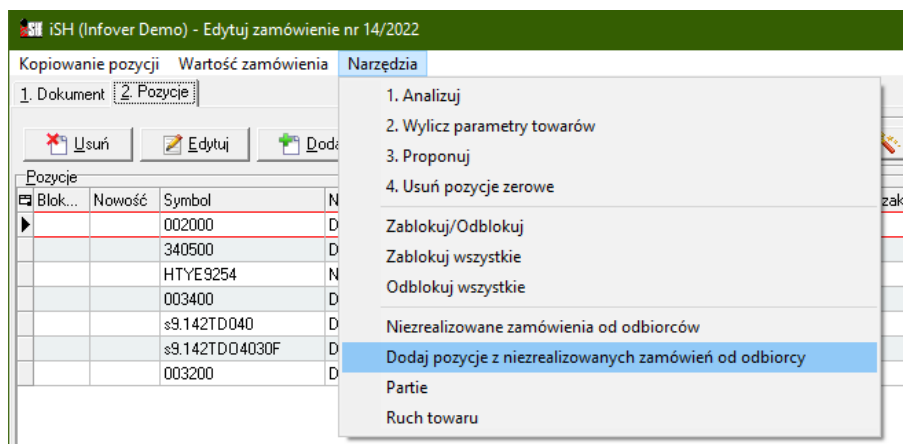 iSH (Infover Demo) - Edytuj zamówienie nr 14/2022
Kopiowanie pozycji Wartość zamówienia Narzędzia
1. Dokument 2. Pozycje
Usuń Edytuj
Pozycje
Blok... Nowość Symbol
002000
340500
HTYE9254
003400
s9.142TD040
s9.142TD04030F
003200
1. Analizuj
2. Wylicz parametry towarów
3. Proponuj
4. Usuń pozycje zerowe
Zablokuj/Odblokuj
Zablokuj wszystkie
Odblokuj wszystkie
Niezrealizowane zamówienia od odbiorców
Dodaj pozycje z niezrealizowanych zamówień od odbiorcy
Partie
Ruch towaru